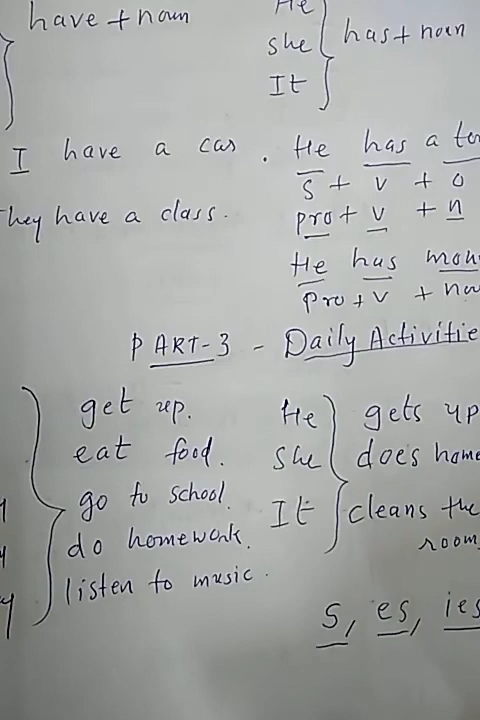 have + noun
He
she
It
has + noun
I have a car.
He has a
S + V + O
They have a class.
pro + v + n
He has
Pro + V +
PART-3 - Daily Activitie
get up.
eat food.
go to school.
do homework.
listen to music.
He
She
It
gets up
does home
cleans the
room
s, es, ies